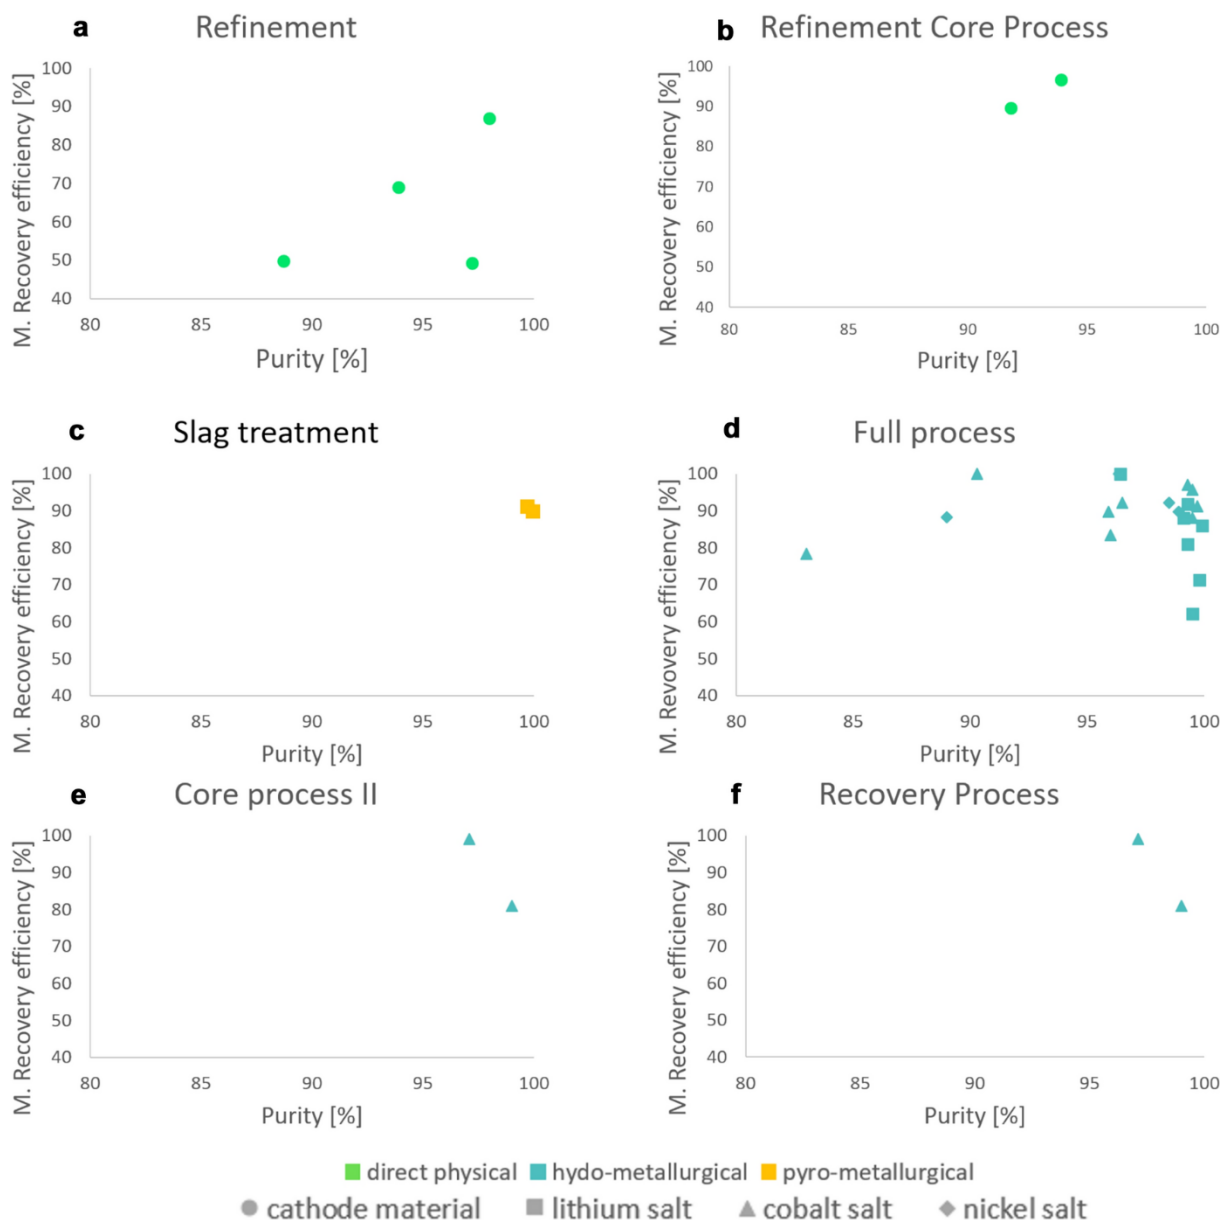 a Refinement
M. Recovery efficiency [%]
100
90
80
70
60
50
40
80 85 90 95 100
Purity [%]
b Refinement Core Process
M. Recovery efficiency [%]
100
90
80
70
60
50
40
80 85 90 95 100
Purity [%]
c Slag treatment
M. Recovery efficiency [%]
100
90
80
70
60
50
40
80 85 90 95 100
Purity [%]
d Full process
M. Revovery efficiency [%]
100
90
80
70
60
50
40
80 85 90 95 100
Purity [%]
e Core process II
M. Recovery efficiency [%]
100
90
80
70
60
50
40
80 85 90 95 100
Purity [%]
f Recovery Process
M. Recovery efficiency [%]
100
90
80
70
60
50
40
80 85 90 95 100
Purity [%]
direct physical hydo-metallurgical pyro-metallurgical
cathode material lithium salt cobalt salt nickel salt